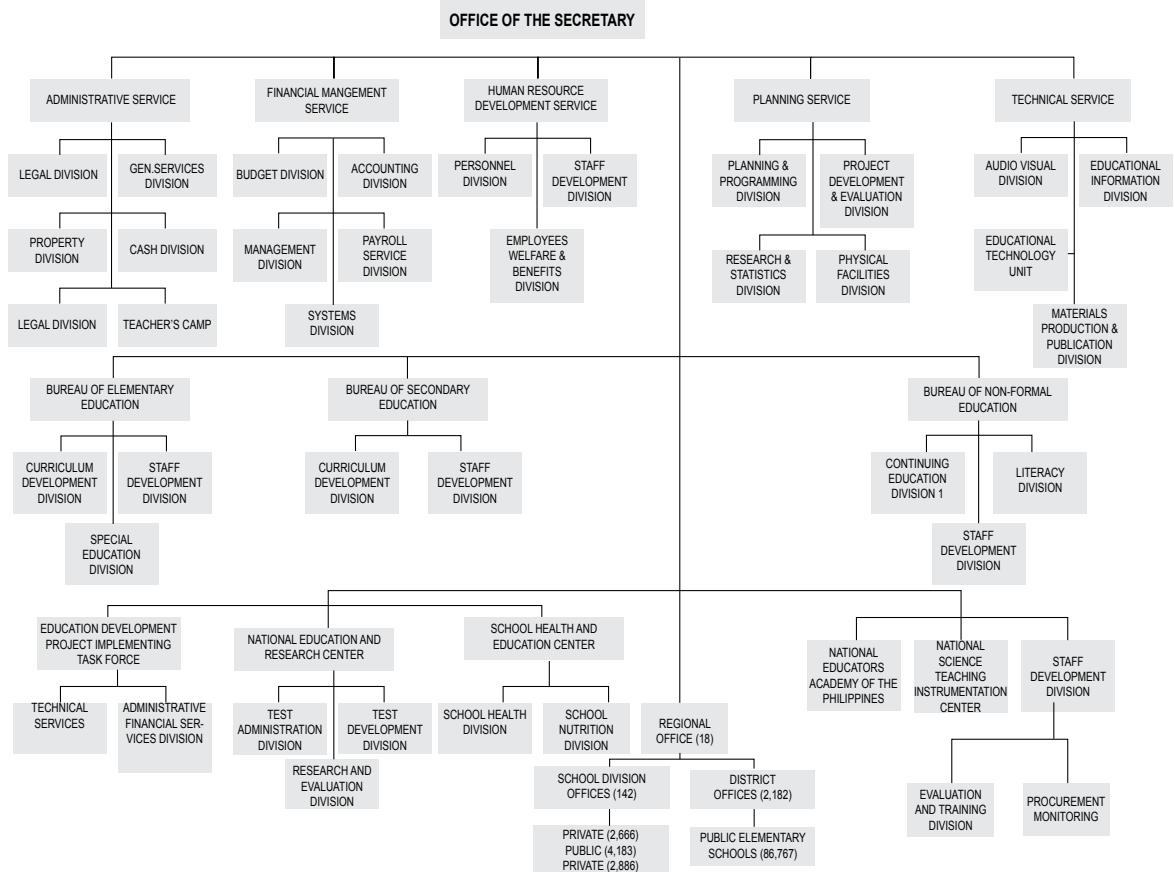 OFFICE OF THE SECRETARY
ADMINISTRATIVE SERVICE
FINANCIAL MANGEMENT
SERVICE
HUMAN RESOURCE
DEVELOPMENT SERVICE
PLANNING SERVICE
TECHNICAL SERVICE
LEGAL DIVISION
GEN.SERVICES
DIVISION
BUDGET DIVISION
ACCOUNTING
DIVISION
PERSONNEL
DIVISION
STAFF
DEVELOPMENT
DIVISION
PLANNING &
PROGRAMMING
DIVISION
PROJECT
DEVELOPMENT
& EVALUATION
DIVISION
AUDIO VISUAL
DIVISION
EDUCATIONAL
INFORMATION
DIVISION
PROPERTY
DIVISION
CASH DIVISION
MANAGEMENT
DIVISION
PAYROLL
SERVICE
DIVISION
EMPLOYEES
WELFARE &
BENEFITS
DIVISION
RESEARCH &
STATISTICS
DIVISION
PHYSICAL
FACILITIES
DIVISION
EDUCATIONAL
TECHNOLOGY
UNIT
LEGAL DIVISION
TEACHER'S CAMP
SYSTEMS
DIVISION
MATERIALS
PRODUCTION &
PUBLICATION
DIVISION
BUREAU OF ELEMENTARY
EDUCATION
BUREAU OF SECONDARY
EDUCATION
BUREAU OF NON-FORMAL
EDUCATION
CURRICULUM
DEVELOPMENT
DIVISION
STAFF
DEVELOPMENT
DIVISION
CURRICULUM
DEVELOPMENT
DIVISION
STAFF
DEVELOPMENT
DIVISION
CONTINUING
EDUCATION
DIVISION 1
LITERACY
DIVISION
SPECIAL
EDUCATION
DIVISION
STAFF
DEVELOPMENT
DIVISION
EDUCATION DEVELOPMENT
PROJECT IMPLEMENTING
TASK FORCE
NATIONAL EDUCATION AND
RESEARCH CENTER
SCHOOL HEALTH AND
EDUCATION CENTER
NATIONAL
EDUCATORS
ACADEMY OF THE
PHILIPPINES
NATIONAL
SCIENCE
TEACHING
INSTRUMENTATION
CENTER
STAFF
DEVELOPMENT
DIVISION
TECHNICAL
SERVICES
ADMINISTRATIVE
FINANCIAL SER-
VICES DIVISION
TEST
ADMINISTRATION
DIVISION
TEST
DEVELOPMENT
DIVISION
SCHOOL HEALTH
DIVISION
SCHOOL
NUTRITION
DIVISION
REGIONAL
OFFICE (18)
RESEARCH AND
EVALUATION
DIVISION
SCHOOL DIVISION
OFFICES (142)
DISTRICT
OFFICES (2,182)
EVALUATION
AND TRAINING
DIVISION
PROCUREMENT
MONITORING
PRIVATE (2,666)
PUBLIC (4,183)
PRIVATE (2,886)
PUBLIC ELEMENTARY
SCHOOLS (86,767)